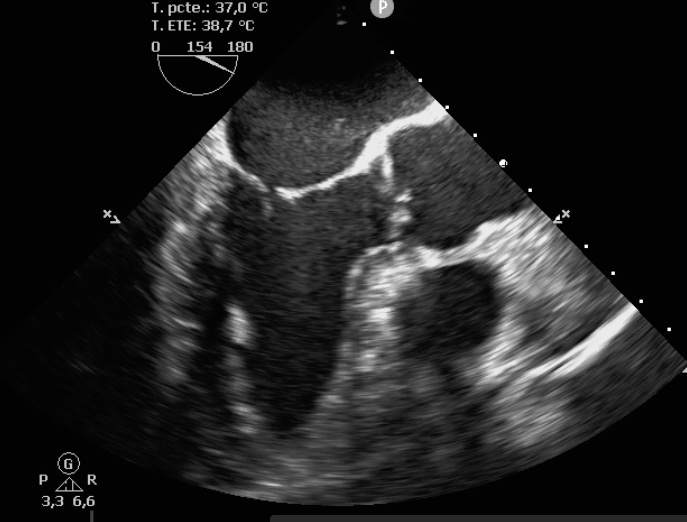 T. pcte.: 37,0 °C
T. ETE: 38,7 °C
0 154 180
P
x
x
G
P R
3,3 6,6